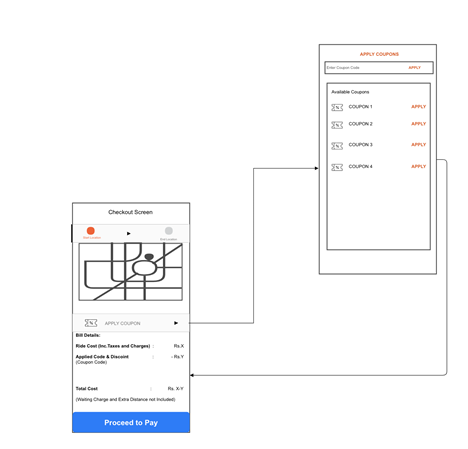 APPLY COUPONS
Enter Coupon Code APPLY
Available Coupons
% COUPON 1 APPLY
% COUPON 2 APPLY
% COUPON 3 APPLY
% COUPON 4 APPLY
Checkout Screen
Start Location End Location
% APPLY COUPON
Bill Details:
Ride Cost (Inc.Taxes and Charges) : Rs.X
Applied Code & Discoint : - Rs.Y
(Coupon Code)
Total Cost : Rs. X-Y
(Waiting Charge and Extra Distance not Included)
Proceed to Pay